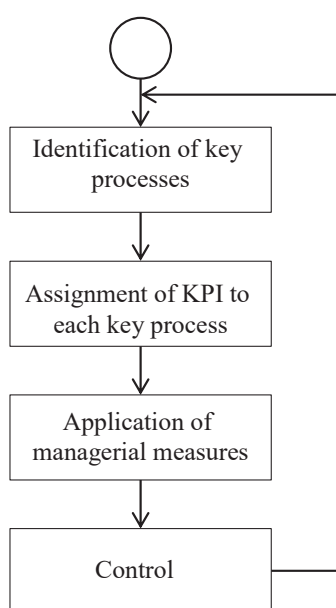 Identification of key
processes
Assignment of KPI to
each key process
Application of
managerial measures
Control